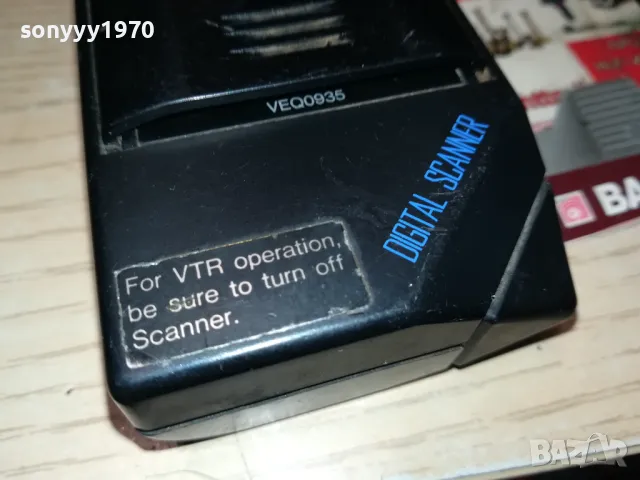 sonyyy1970
VEQ0935
DIGITAL SCANNER
For VTR operation,
be sure to turn off
Scanner.
BA
BAZAR